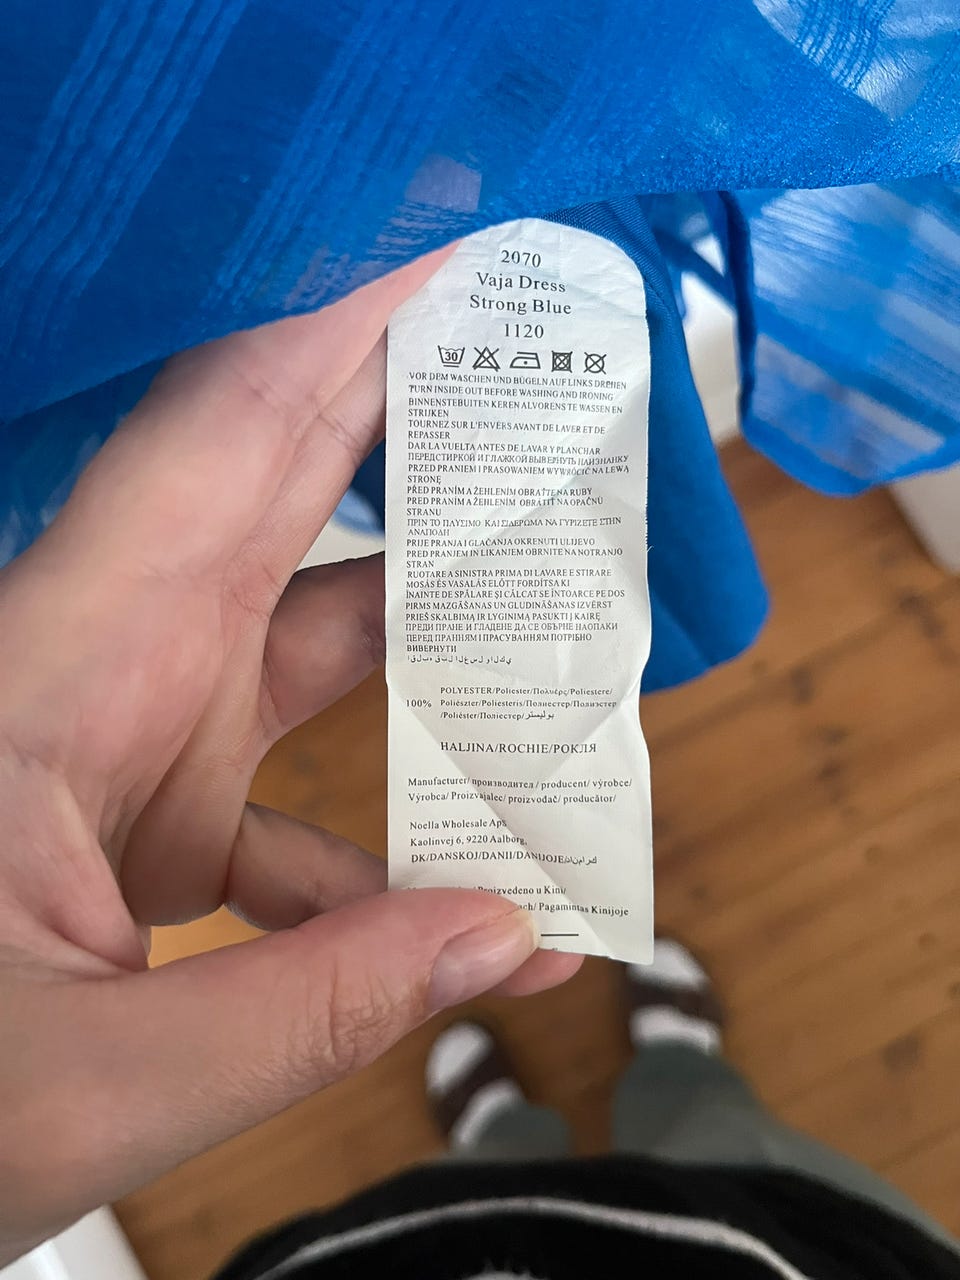 2070
Vaja Dress
Strong Blue
1120
30
VOR DEM WASCHEN UND BÜGELN AUF LINKS DREHEN
TURN INSIDE OUT BEFORE WASHING AND IRONING
BINNENSTEBUITEN KEREN ALVORENS TE WASSEN EN
STRIJKEN
TOURNEZ SUR L'ENVERS AVANT DE LAVER ET DE
REPASSER
DAR LA VUELTA ANTES DE LAVAR Y PLANCHAR
ПЕРЕД СТИРКОЙ И ГЛАЖКОЙ ВЫВЕРНУТЬ НАИЗНАНКУ
PRZED PRANIEM I PRASOWANIEM WYWRÓCIĆ NA LEWĄ
STRONĘ
PŘED PRANÍM A ŽEHLENÍM OBRAŤTE NA RUBY
PRED PRANÍM A ŽEHLENÍM OBRÁTIŤ NA OPAČNÚ
STRANU
ΠΡΙΝ ΤΟ ΠΛΥΣΙΜΟ ΚΑΙ ΣΙΔΕΡΩΜΑ ΝΑ ΓΥΡΙΖΕΤΕ ΣΤΗΝ
ΑΝΑΠΟΔΗ
PRIJE PRANJA I GLAČANJA OKRENUTI ULIJEVO
PRED PRANJEM IN LIKANJEM OBRNITE NA NOTRANJO
STRAN
RUOTARE A SINISTRA PRIMA DI LAVARE E STIRARE
MOSÁS ÉS VASALÁS ELŐTT FORDÍTSA KI
ÎNAINTE DE SPĂLARE ŞI CĂLCAT SE ÎNTOARCE PE DOS
PIRMS MAZGĀŠANAS UN GLUDINĀŠANAS IZVĒRST
PRIEŠ SKALBIMĄ IR LYGINIMĄ PASUKTI Į KAIRĘ
ПРЕДИ ПРАНЕ И ГЛАДЕНЕ ДА СЕ ОБЪРНЕ НАОПАКИ
ПЕРЕД ПРАННЯМ І ПРАСУВАННЯМ ПОТРІБНО
ВИВЕРНУТИ
POLYESTER/Poliester/Πολυέρς/Poliestere/
100% Poliészter/Poliesteris/Полиестер/Полиэстер
/Poliéster/Поліестер/بوليستر
HALJINA/ROCHIE/РОКЛЯ
Manufacturer/ производител / producent/ výrobce/
Výrobca/ Proizvajalec/ proizvođač/ producător/
Noella Wholesale Aps
Kaolinvej 6, 9220 Aalborg,
DK/DANSKOJ/DANII/DANIJOJE/
Proizvedeno u Kini/
Pagamintas Kinijoje